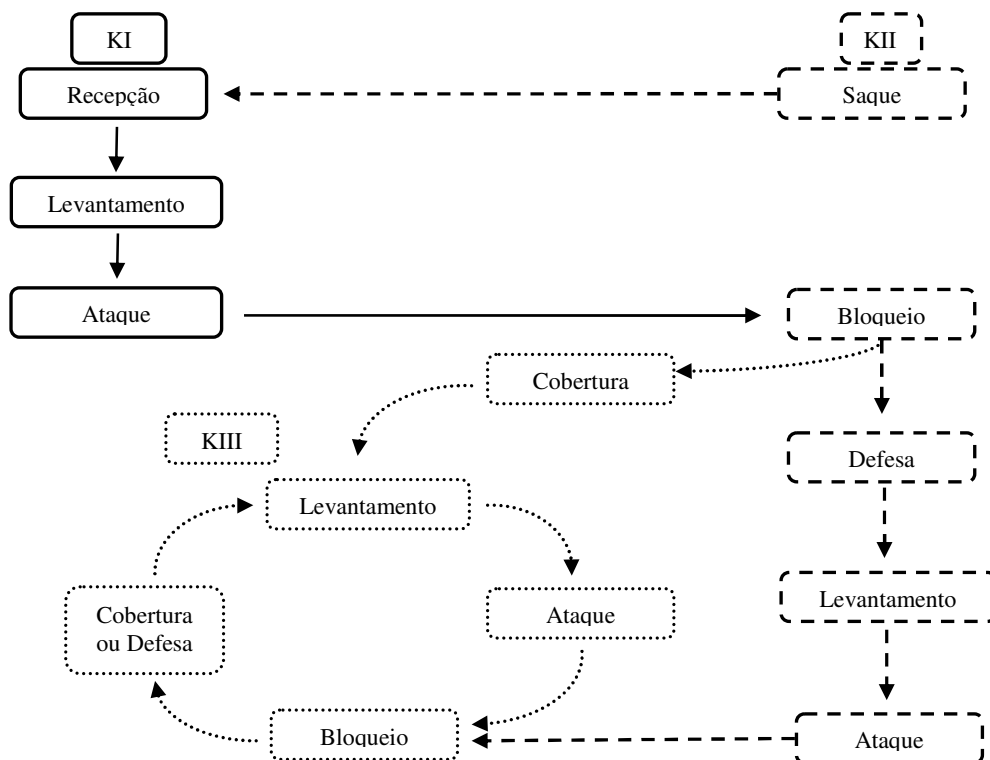 KI
KII
Recepção
Saque
Levantamento
Ataque
Bloqueio
Cobertura
KIII
Defesa
Levantamento
Levantamento
Cobertura
ou Defesa
Ataque
Bloqueio
Ataque